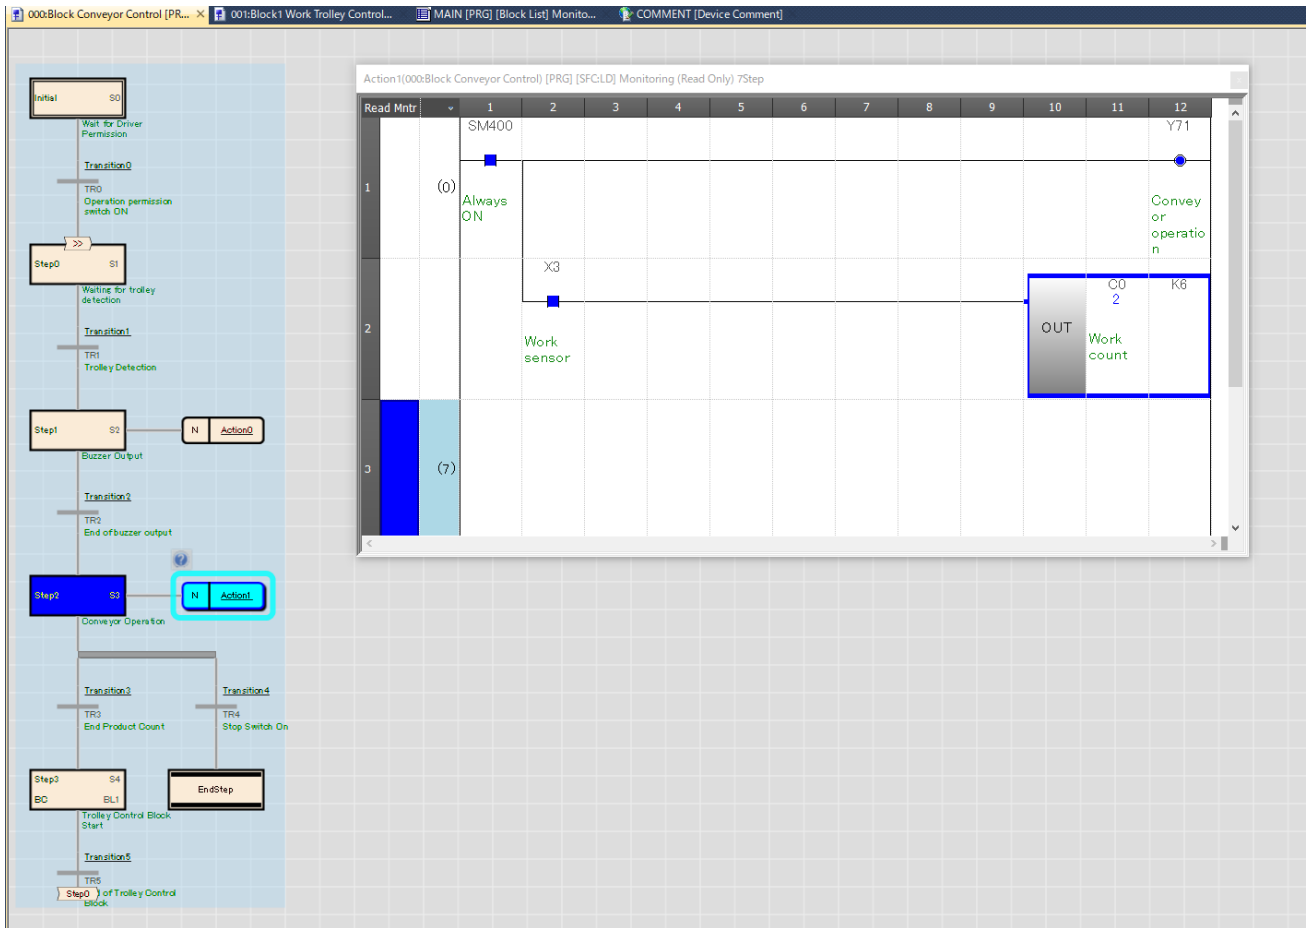 000:Block Conveyor Control [PR...
001:Block1 Work Trolley Control...
MAIN [PRG] [Block List] Monito...
COMMENT [Device Comment]
Initial S0
Wait for Driver
Permission
Transition0
TR0
Operation permission
switch ON
>>
Step0 S1
Waiting for trolley
detection
Transition1
TR1
Trolley Detection
Step1 S2
N Action0
Buzzer Output
Transition2
TR2
End of buzzer output
?
Step2 S3
N Action1
Conveyor Operation
Transition3
TR3
End Product Count
Transition4
TR4
Stop Switch On
Step3 S4
BC BL1
Trolley Control Block
Start
EndStep
Transition5
TR5
Step0
of Trolley Control
Block
Action1(000:Block Conveyor Control) [PRG] [SFC:LD] Monitoring (Read Only) 7Step
Read Mntr 1 2 3 4 5 6 7 8 9 10 11 12
1 (0)
SM400
Always
ON
Y71
Convey
or
operatio
n
2
X3
Work
sensor
OUT
C0 K6
2
Work
count
3 (7)